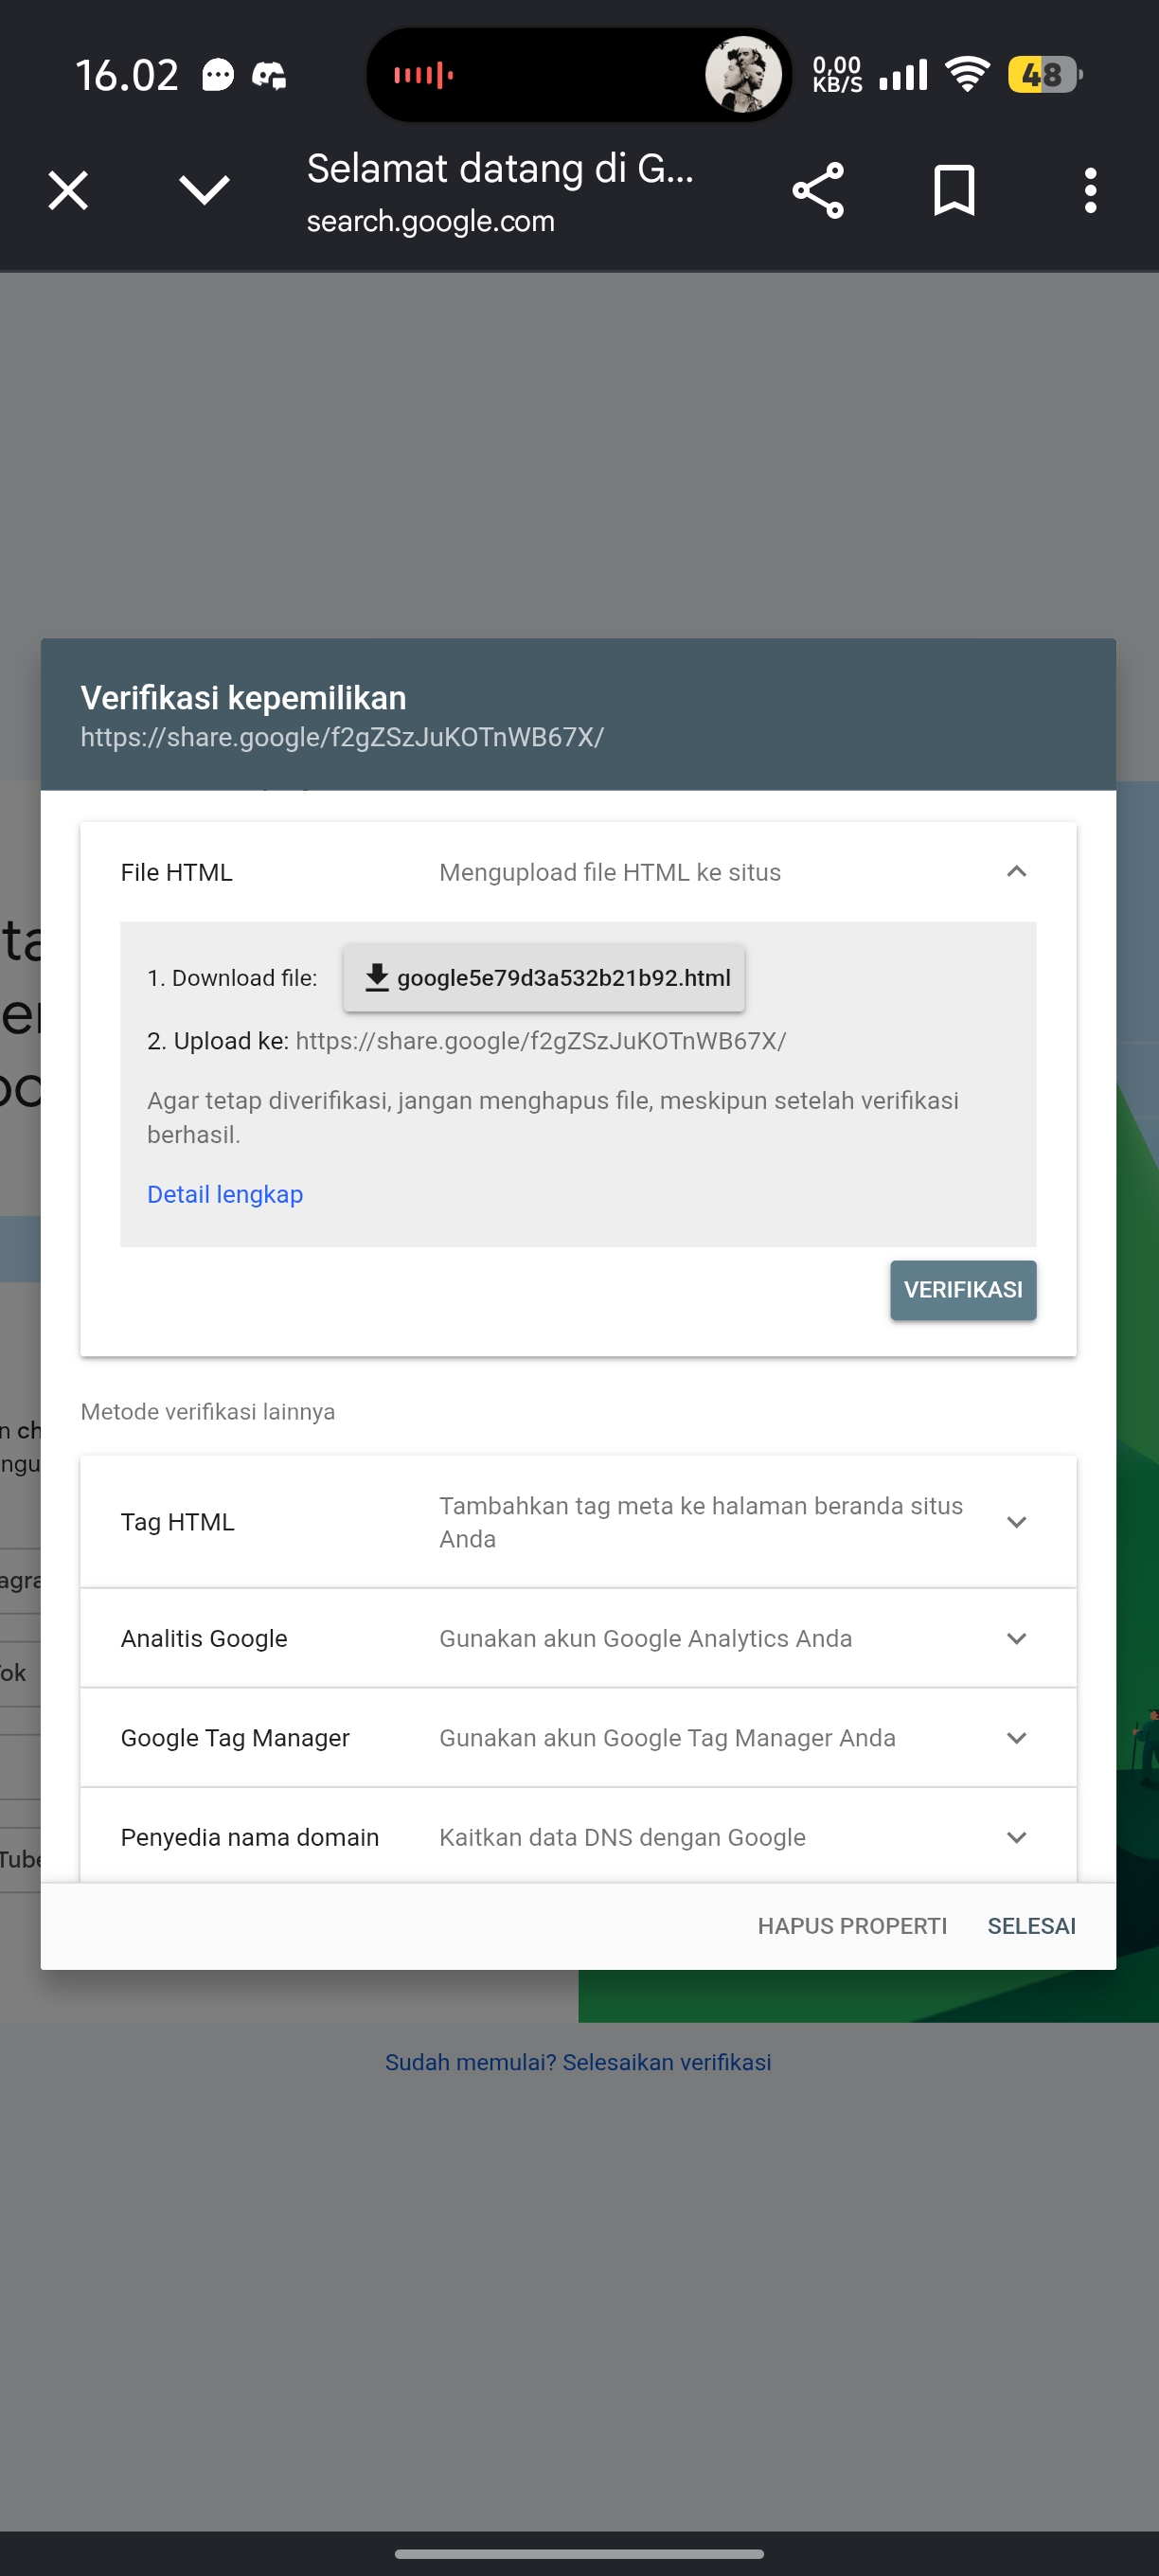 16.02
0,00
KB/S
48
Selamat datang di G...
search.google.com
Verifikasi kepemilikan
https://share.google/f2gZSzJuKOTnWB67X/
File HTML
Mengupload file HTML ke situs
1. Download file: google5e79d3a532b21b92.html
2. Upload ke: https://share.google/f2gZSzJuKOTnWB67X/
Agar tetap diverifikasi, jangan menghapus file, meskipun setelah verifikasi
berhasil.
Detail lengkap
VERIFIKASI
Metode verifikasi lainnya
Tag HTML
Tambahkan tag meta ke halaman beranda situs
Anda
Analitis Google
Gunakan akun Google Analytics Anda
Google Tag Manager
Gunakan akun Google Tag Manager Anda
Penyedia nama domain
Kaitkan data DNS dengan Google
HAPUS PROPERTI
SELESAI
Sudah memulai? Selesaikan verifikasi